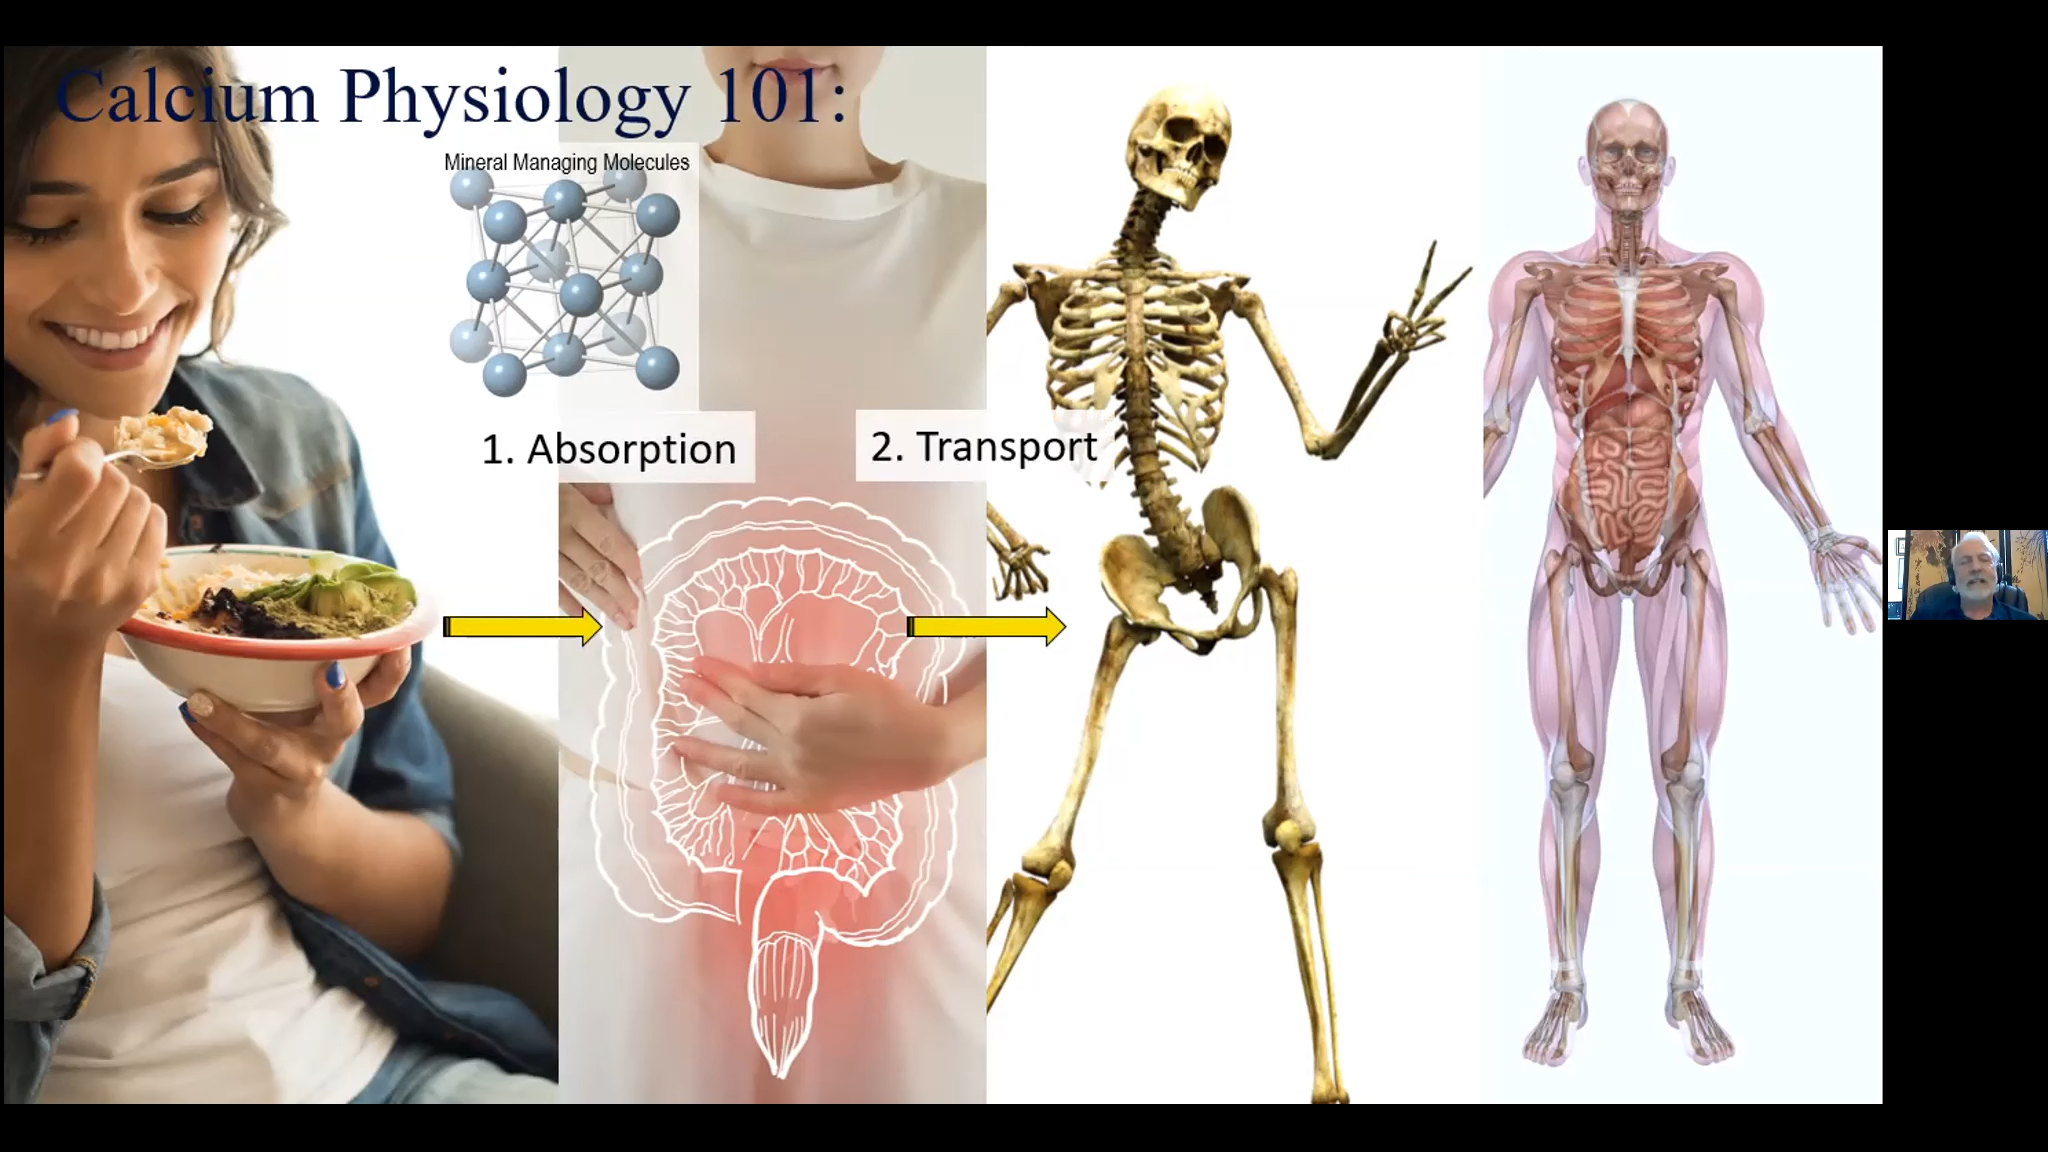 Calcium Physiology 101:
Mineral Managing Molecules
1. Absorption
2. Transport